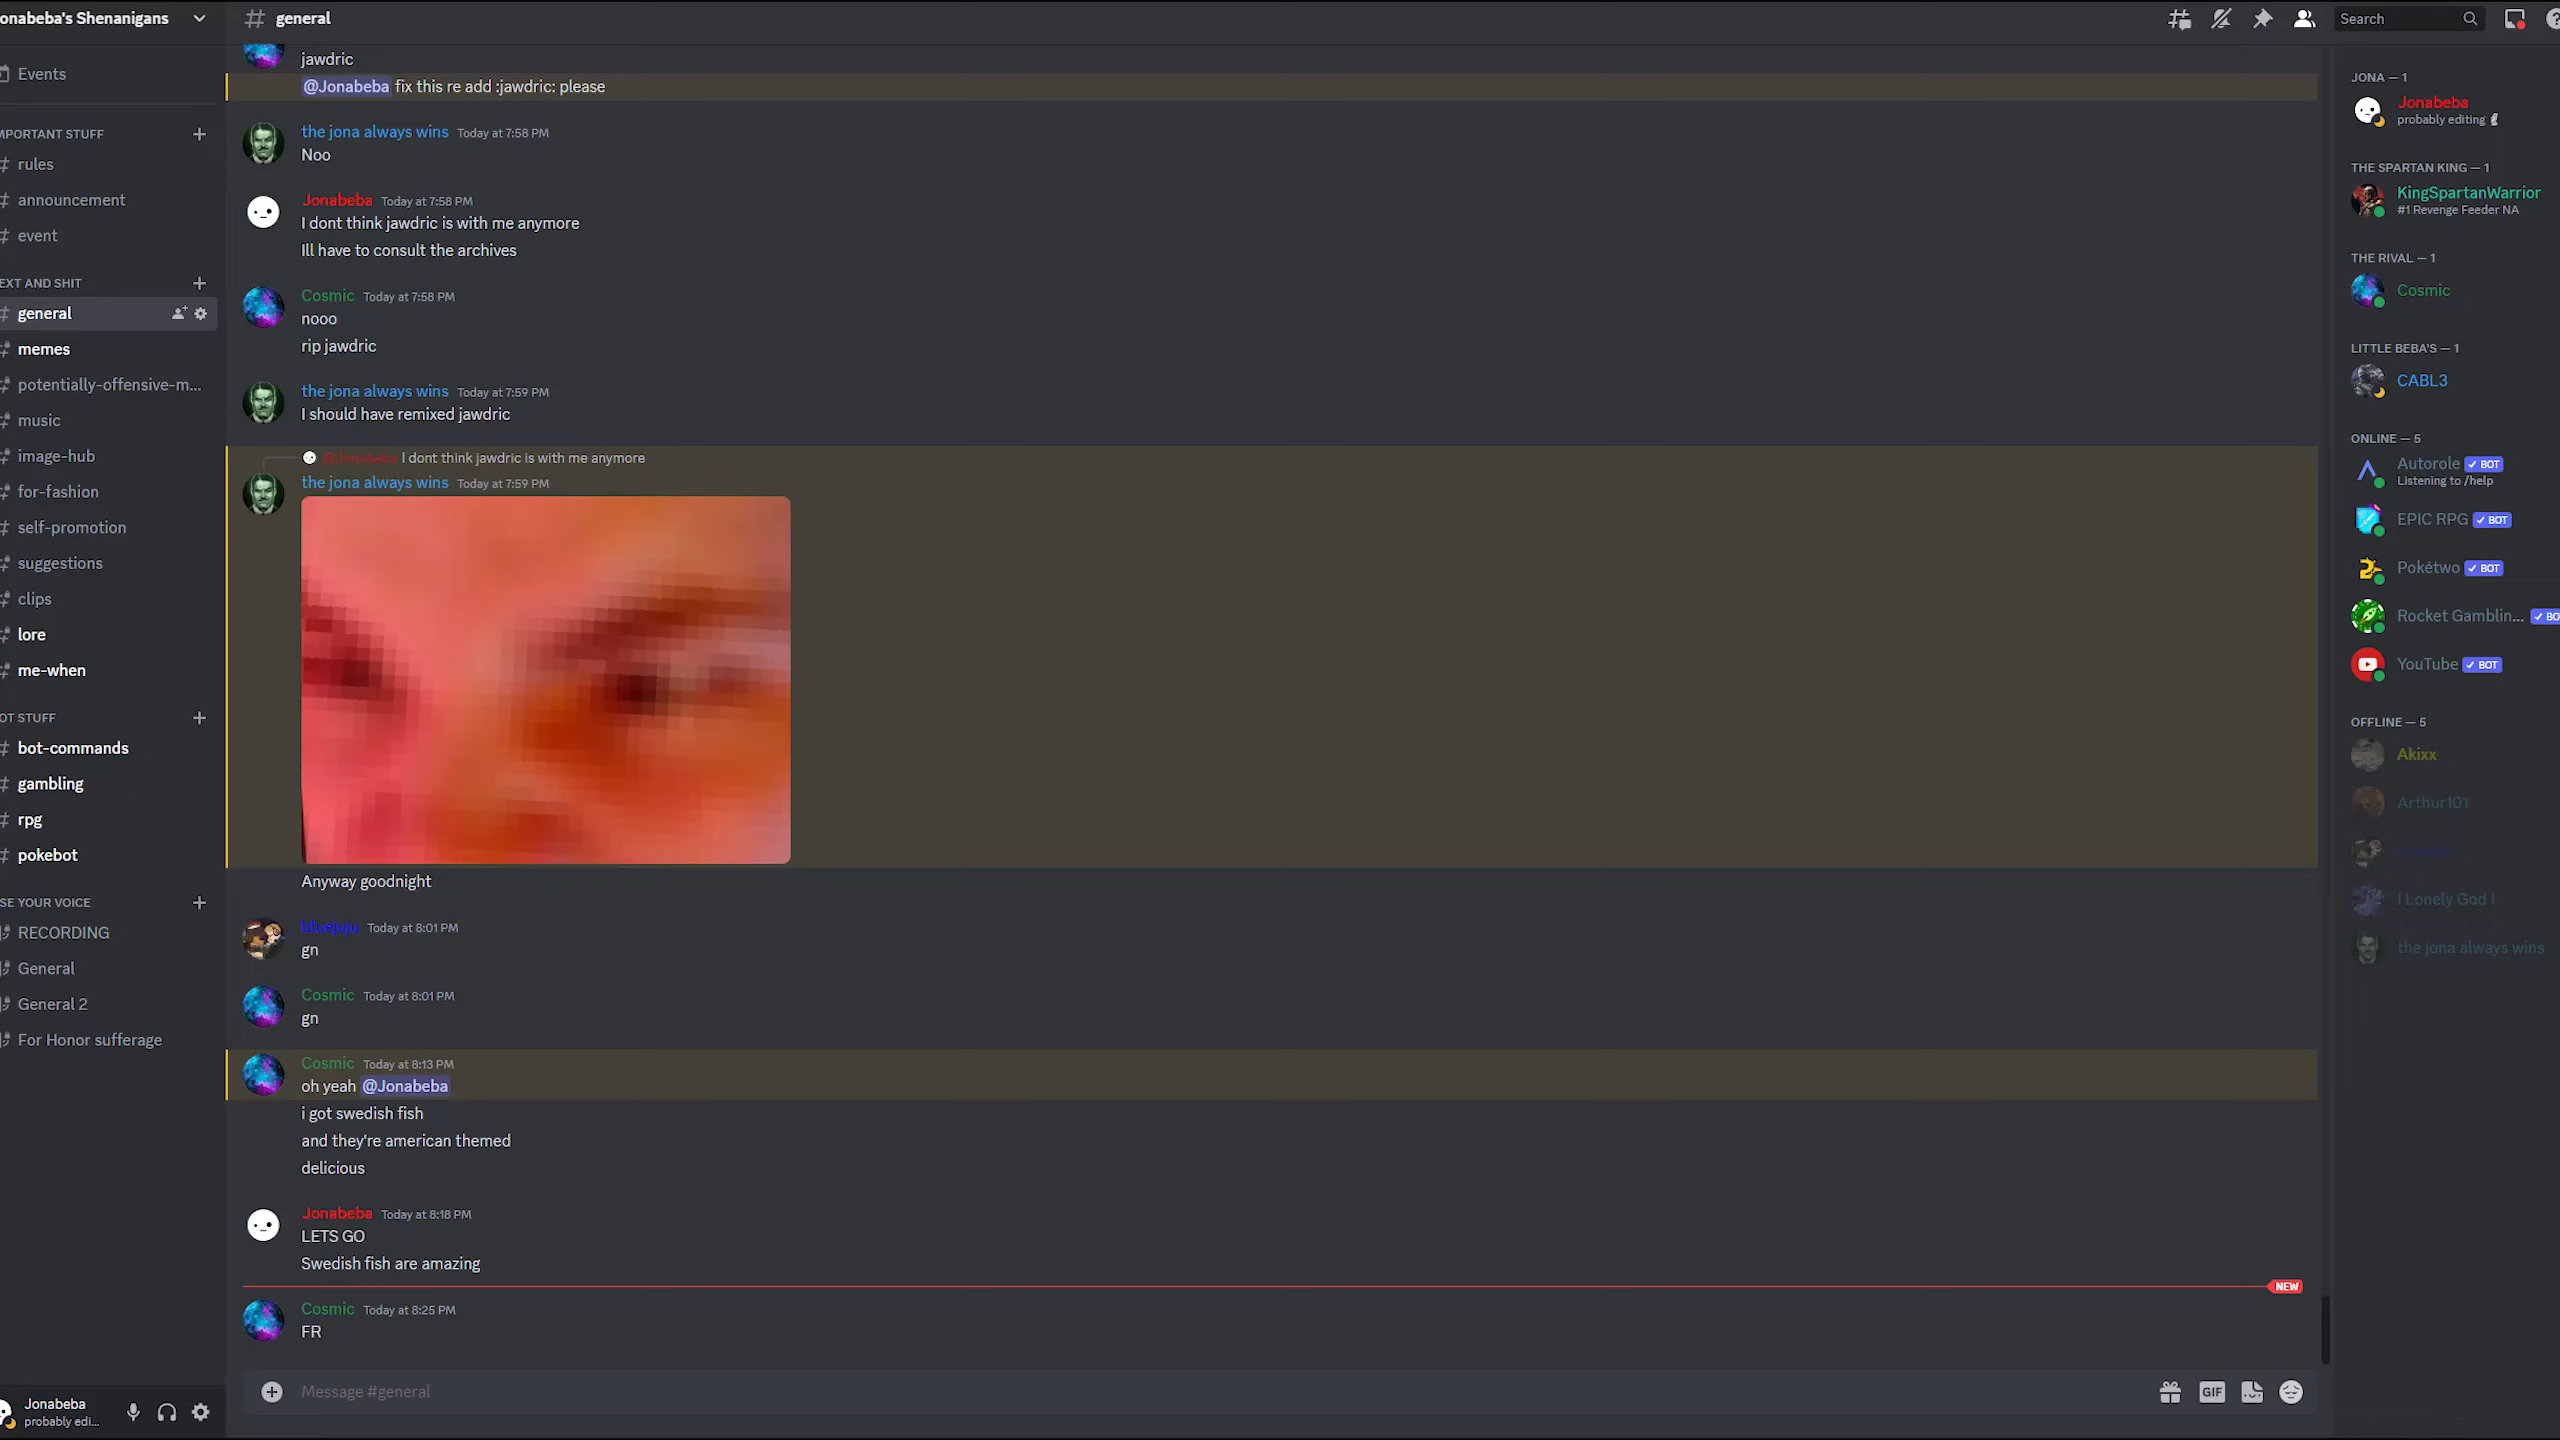 onabeba's Shenanigans
Events
MPORTANT STUFF
rules
announcement
event
EXT AND SHIT
general
memes
potentially-offensive-m...
music
image-hub
for-fashion
self-promotion
suggestions
clips
lore
me-when
OT STUFF
bot-commands
gambling
rpg
pokebot
SE YOUR VOICE
RECORDING
General
General 2
For Honor sufferage
Jonabeba
probably edi...
general
Search
jawdric
@Jonabeba fix this re add :jawdric: please
the jona always wins Today at 7:58 PM
Noo
Jonabeba Today at 7:58 PM
I dont think jawdric is with me anymore
Ill have to consult the archives
Cosmic Today at 7:58 PM
nooo
rip jawdric
the jona always wins Today at 7:59 PM
I should have remixed jawdric
@Jonabeba I dont think jawdric is with me anymore
the jona always wins Today at 7:59 PM
Anyway goodnight
bluejuju Today at 8:01 PM
gn
Cosmic Today at 8:01 PM
gn
Cosmic Today at 8:13 PM
oh yeah @Jonabeba
i got swedish fish
and they're american themed
delicious
Jonabeba Today at 8:18 PM
LETS GO
Swedish fish are amazing
NEW
Cosmic Today at 8:25 PM
FR
Message #general
GIF
JONA — 1
Jonabeba
probably editing
THE SPARTAN KING — 1
KingSpartanWarrior
#1 Revenge Feeder NA
THE RIVAL — 1
Cosmic
LITTLE BEBA'S — 1
CABL3
ONLINE — 5
Autorole BOT
Listening to /help
EPIC RPG BOT
Pokétwo BOT
Rocket Gamblin... BO
YouTube BOT
OFFLINE — 5
Akixx
Arthur101
I Lonely God I
the jona always wins